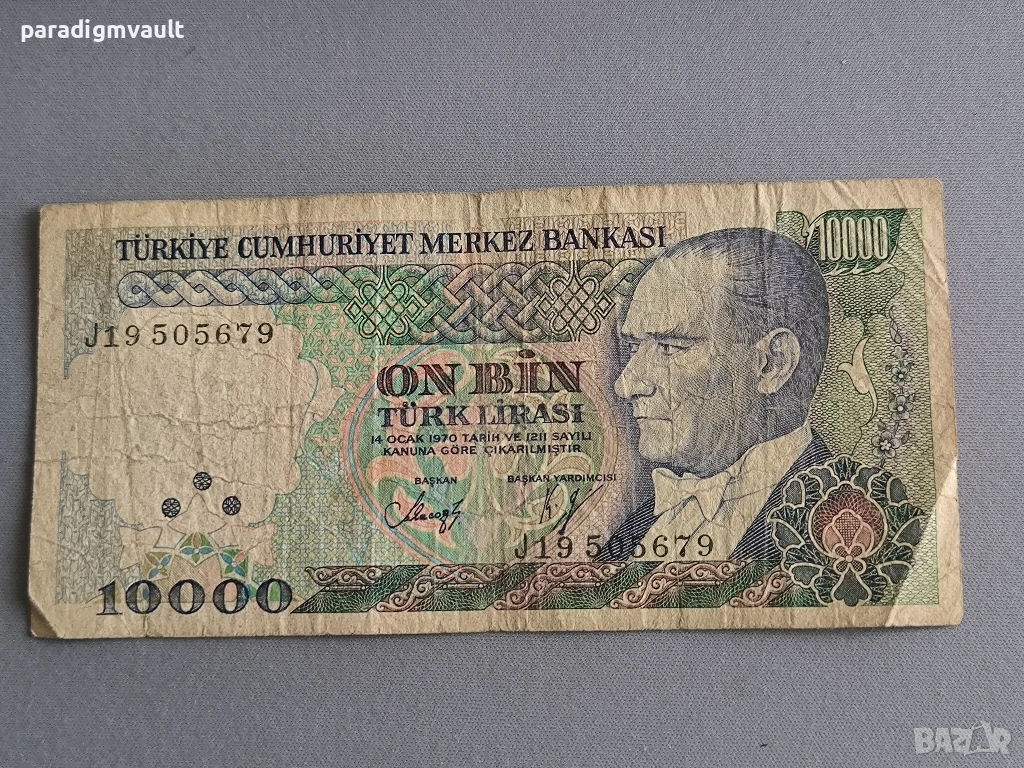 paradigmvault
TÜRKİYE CUMHURİYET MERKEZ BANKASI
10000
J19 505679
ON BİN
TÜRK LİRASI
14 OCAK 1970 TARİH VE 1211 SAYILI
KANUNA GÖRE ÇIKARILMIŞTIR
BAŞKAN BAŞKAN YARDIMCISI
J19 505679
10000
BAZAR